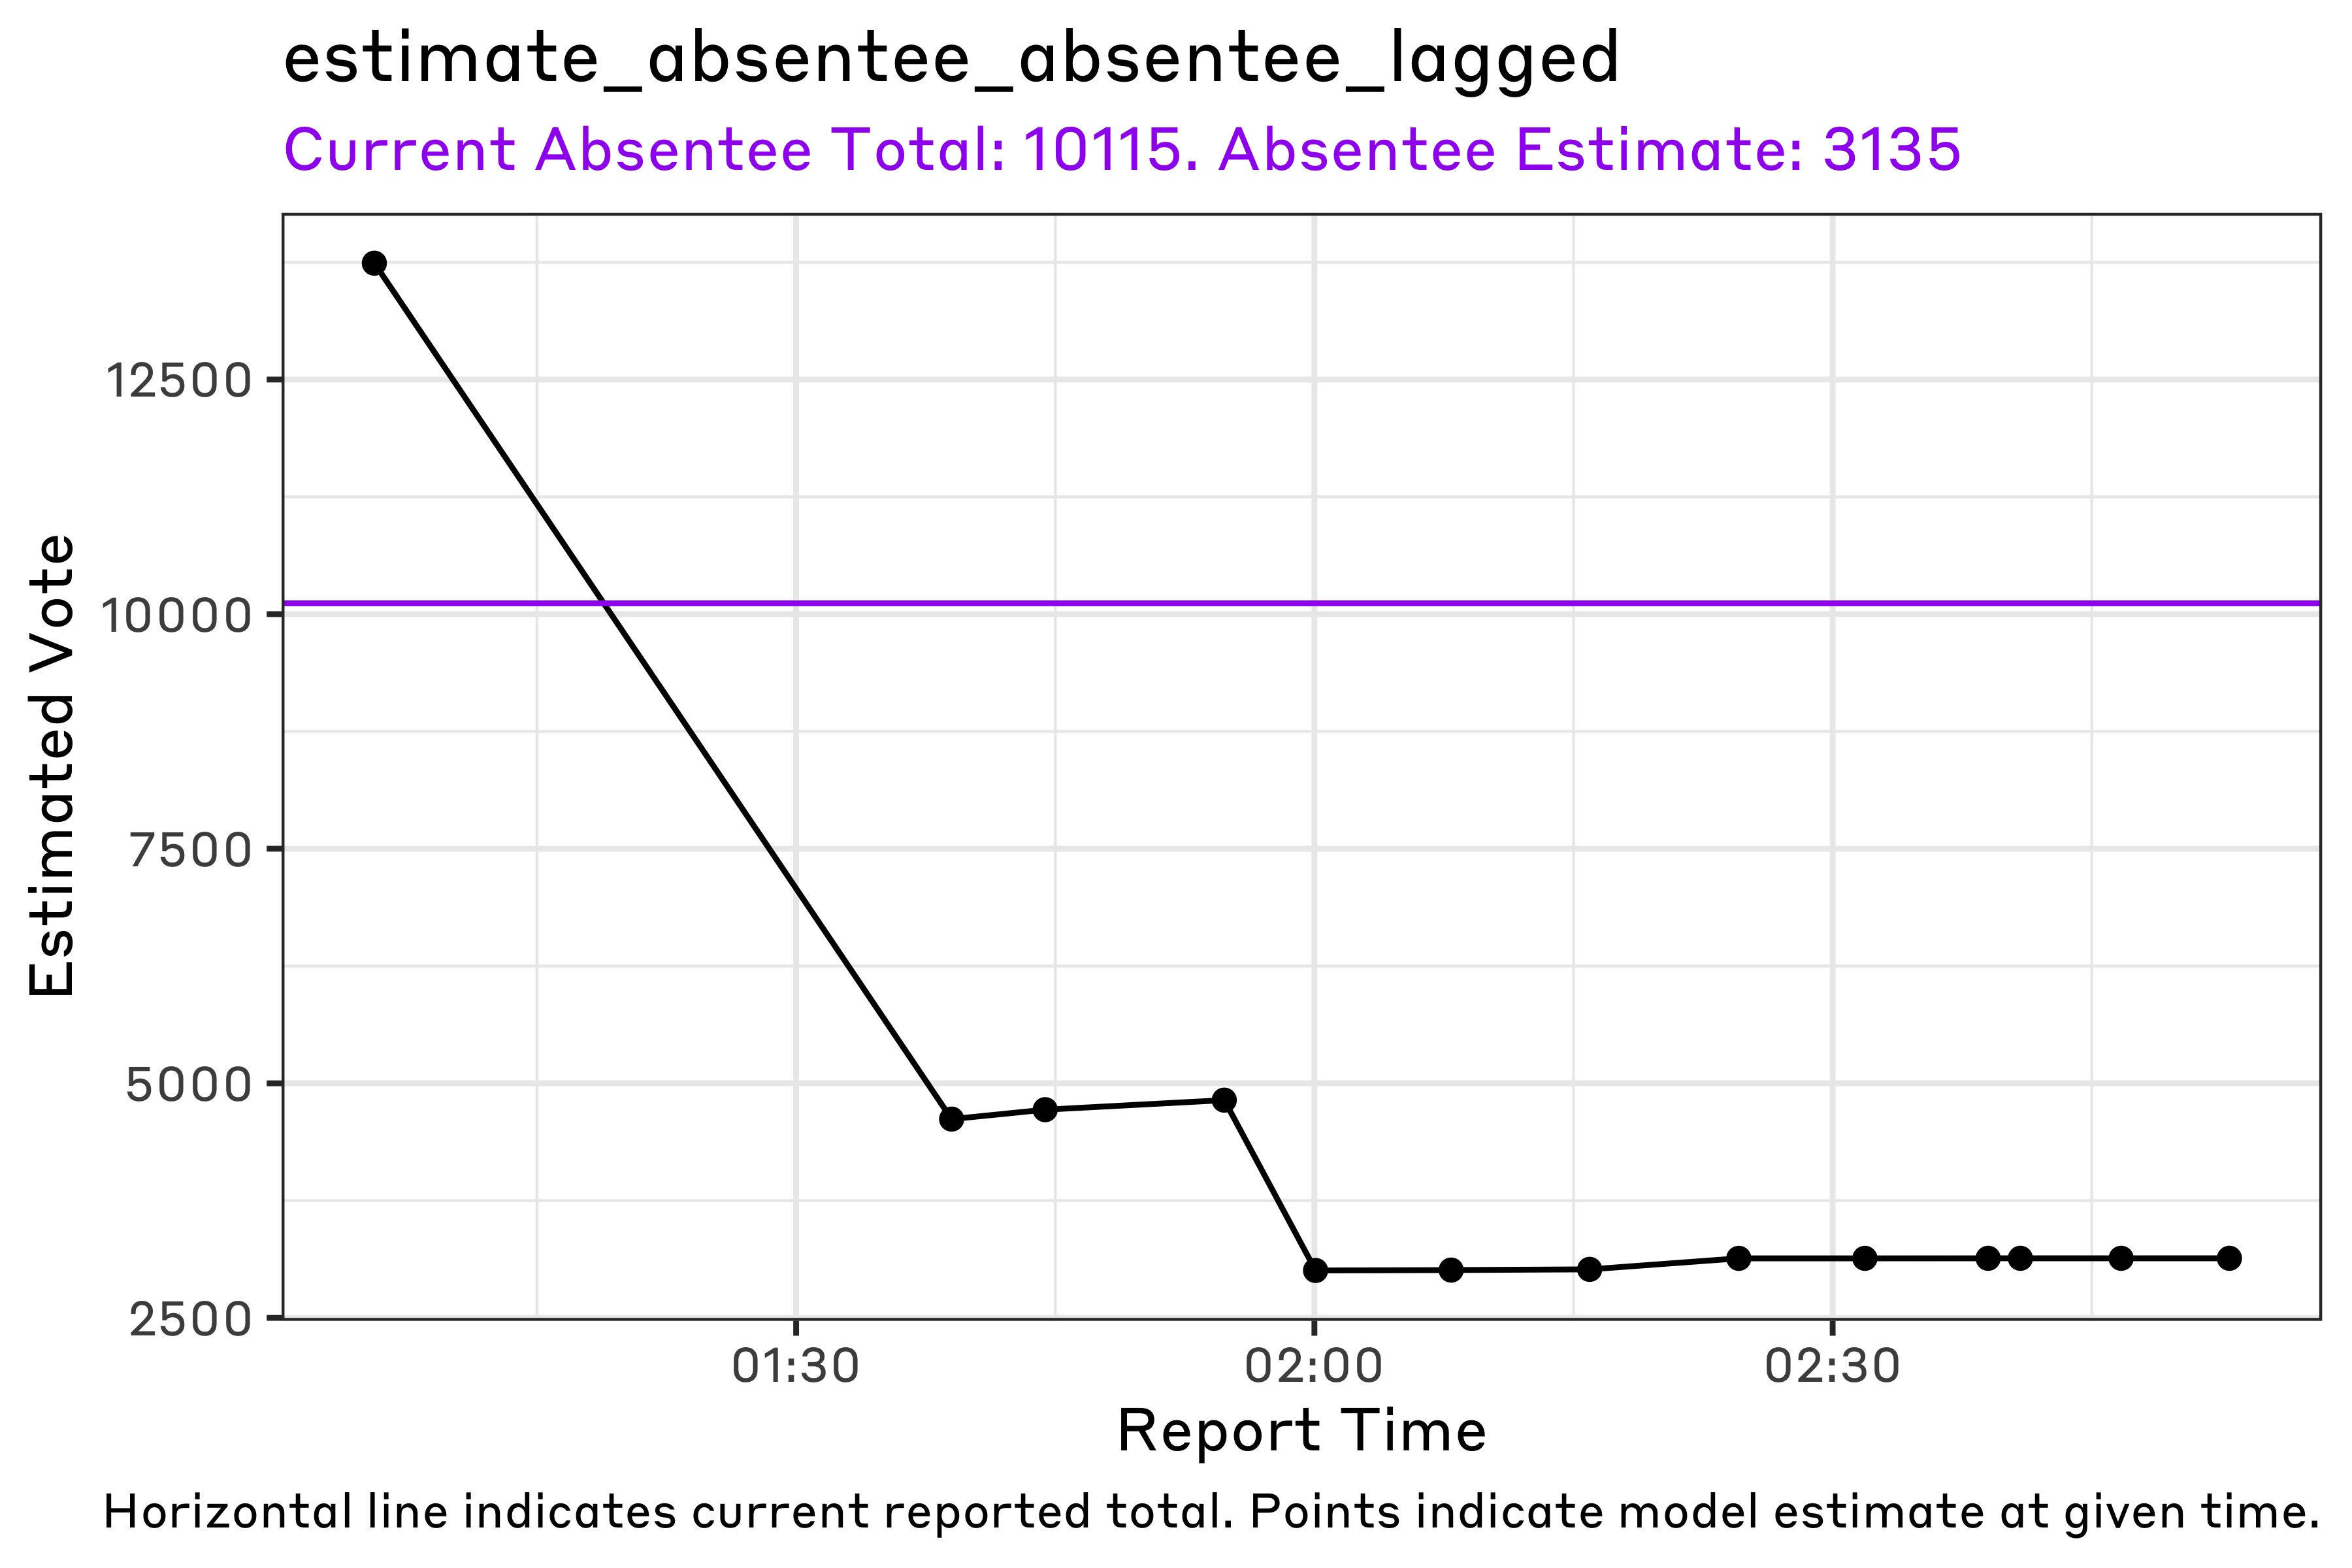 estimate_absentee_absentee_lagged
Current Absentee Total: 10115. Absentee Estimate: 3135
Estimated Vote
12500
10000
7500
5000
2500
01:30 02:00 02:30
Report Time
Horizontal line indicates current reported total. Points indicate model estimate at given time.